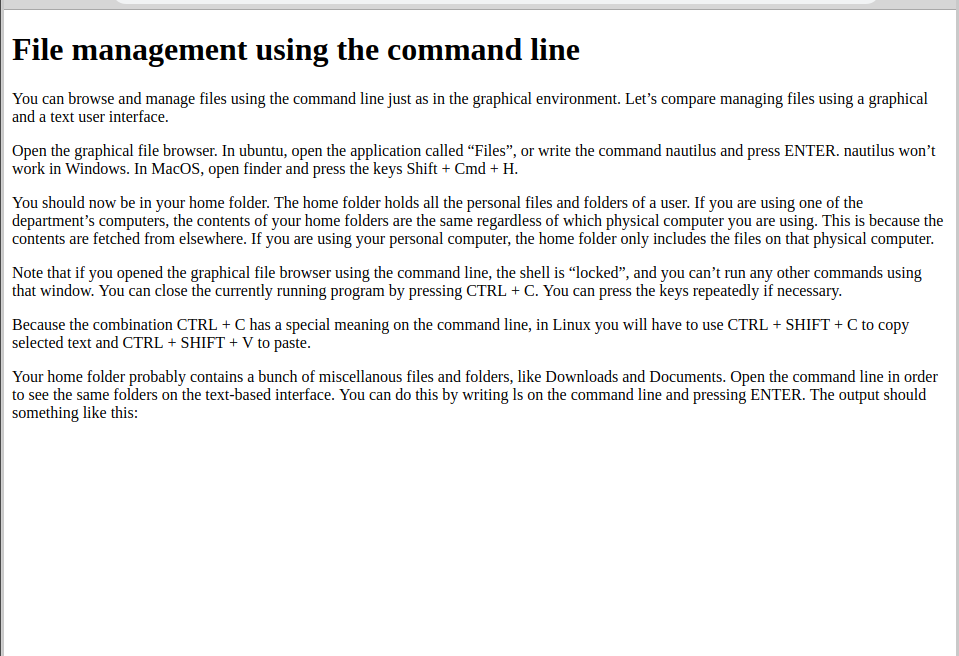 File management using the command line
You can browse and manage files using the command line just as in the graphical environment. Let’s compare managing files using a graphical
and a text user interface.
Open the graphical file browser. In ubuntu, open the application called “Files”, or write the command nautilus and press ENTER. nautilus won’t
work in Windows. In MacOS, open finder and press the keys Shift + Cmd + H.
You should now be in your home folder. The home folder holds all the personal files and folders of a user. If you are using one of the
department’s computers, the contents of your home folders are the same regardless of which physical computer you are using. This is because the
contents are fetched from elsewhere. If you are using your personal computer, the home folder only includes the files on that physical computer.
Note that if you opened the graphical file browser using the command line, the shell is “locked”, and you can’t run any other commands using
that window. You can close the currently running program by pressing CTRL + C. You can press the keys repeatedly if necessary.
Because the combination CTRL + C has a special meaning on the command line, in Linux you will have to use CTRL + SHIFT + C to copy
selected text and CTRL + SHIFT + V to paste.
Your home folder probably contains a bunch of miscellanous files and folders, like Downloads and Documents. Open the command line in order
to see the same folders on the text-based interface. You can do this by writing ls on the command line and pressing ENTER. The output should
something like this: